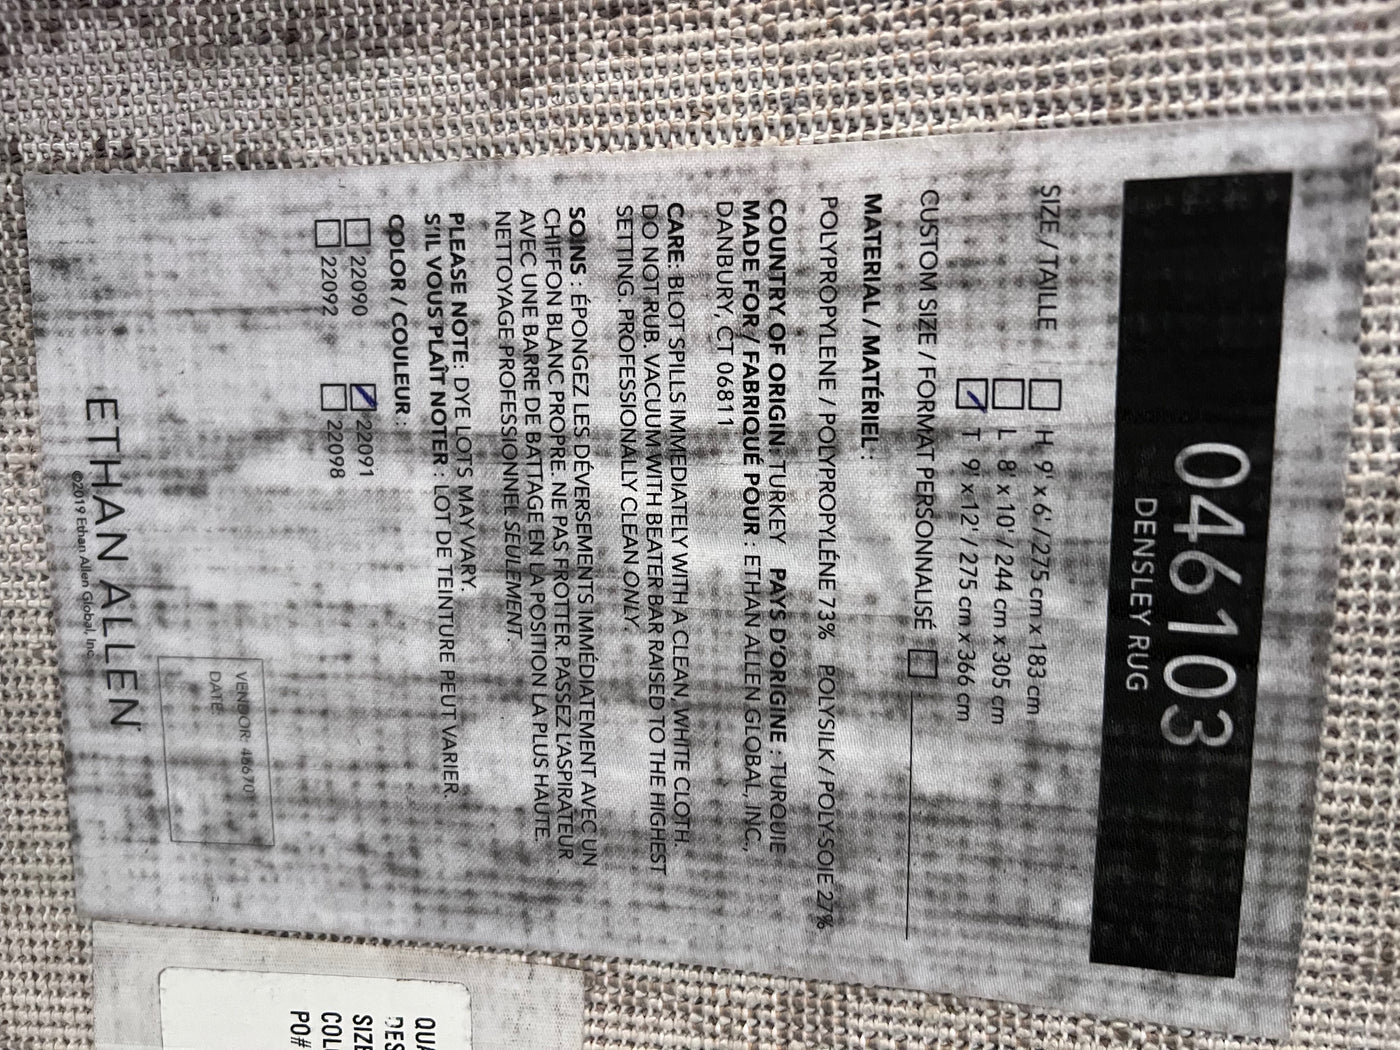 046103
DENSLEY RUG
SIZE / TAILLE
H 9' x 6' / 275 cm x 183 cm
L 8' x 10' / 244 cm x 305 cm
T 9' x 12' / 275 cm x 366 cm
CUSTOM SIZE / FORMAT PERSONNALISÉ
MATERIAL / MATÉRIEL :
POLYPROPYLENE / POLYPROPYLÉNE 73% POLYSILK / POLYSOIE 27%
COUNTRY OF ORIGIN: TURKEY PAYS D'ORIGINE : TURQUIE
MADE FOR / FABRIQUÉ POUR : ETHAN ALLEN GLOBAL, INC.,
DANBURY, CT 06811
CARE: BLOT SPILLS IMMEDIATELY WITH A CLEAN WHITE CLOTH.
DO NOT RUB. VACUUM WITH BEATER BAR RAISED TO THE HIGHEST
SETTING. PROFESSIONALLY CLEAN ONLY.
SOINS : ÉPONGEZ LES DÉVERSEMENTS IMMÉDIATEMENT AVEC UN
CHIFFON BLANC PROPRE. NE PAS FROTTER. PASSEZ L'ASPIRATEUR
AVEC UNE BARRE DE BATTAGE EN LA POSITION LA PLUS HAUTE.
NETTOYAGE PROFESSIONNEL SEULEMENT.
PLEASE NOTE: DYE LOTS MAY VARY.
S'IL VOUS PLAÎT NOTER : LOT DE TEINTURE PEUT VARIER.
COLOR / COULEUR :
22090 22091
22092 22098
VENDOR: 48670
DATE:
ETHAN ALLEN
©2019 Ethan Allen Global, Inc.
QUA
DES
SIZE
COL
PO#